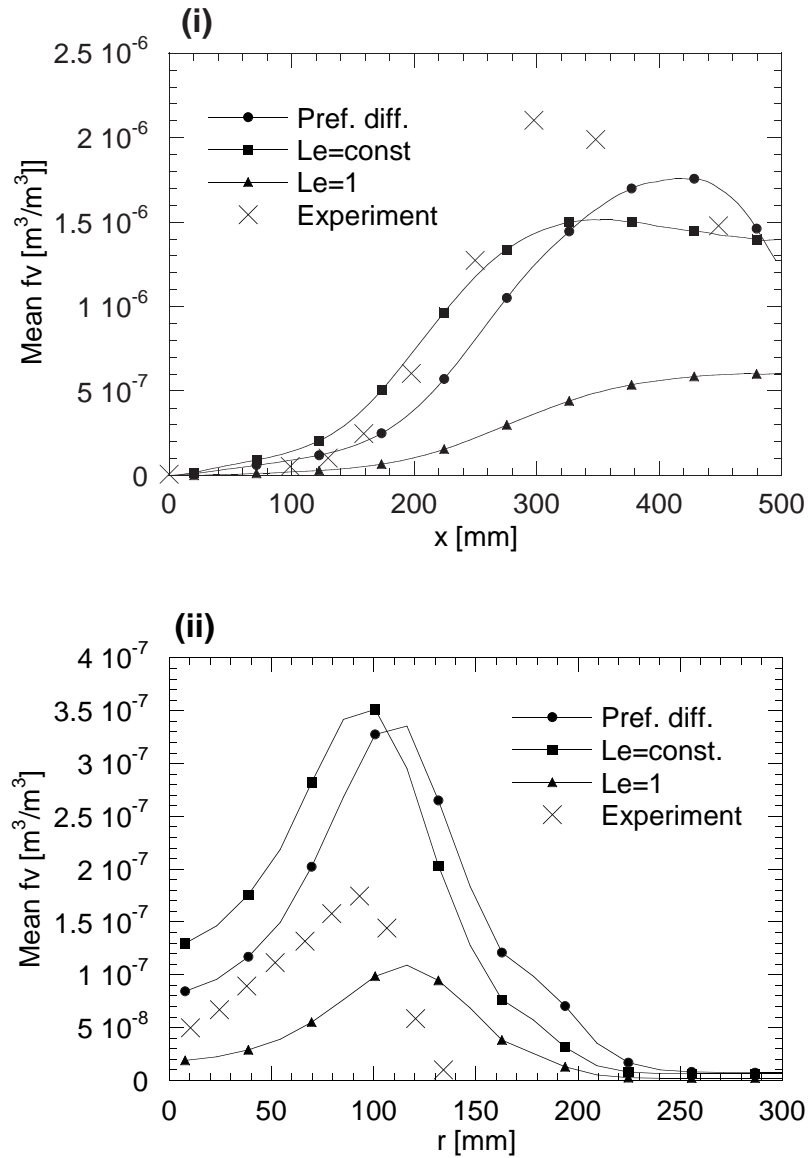 (i)
2.5 10-6
2 10-6
1.5 10-6
1 10-6
5 10-7
0
Mean fv [m3/m3]]
Pref. diff.
Le=const
Le=1
Experiment
0 100 200 300 400 500
x [mm]
(ii)
4 10-7
3.5 10-7
3 10-7
2.5 10-7
2 10-7
1.5 10-7
1 10-7
5 10-8
0
Mean fv [m3/m3]
Pref. diff.
Le=const.
Le=1
Experiment
0 50 100 150 200 250 300
r [mm]